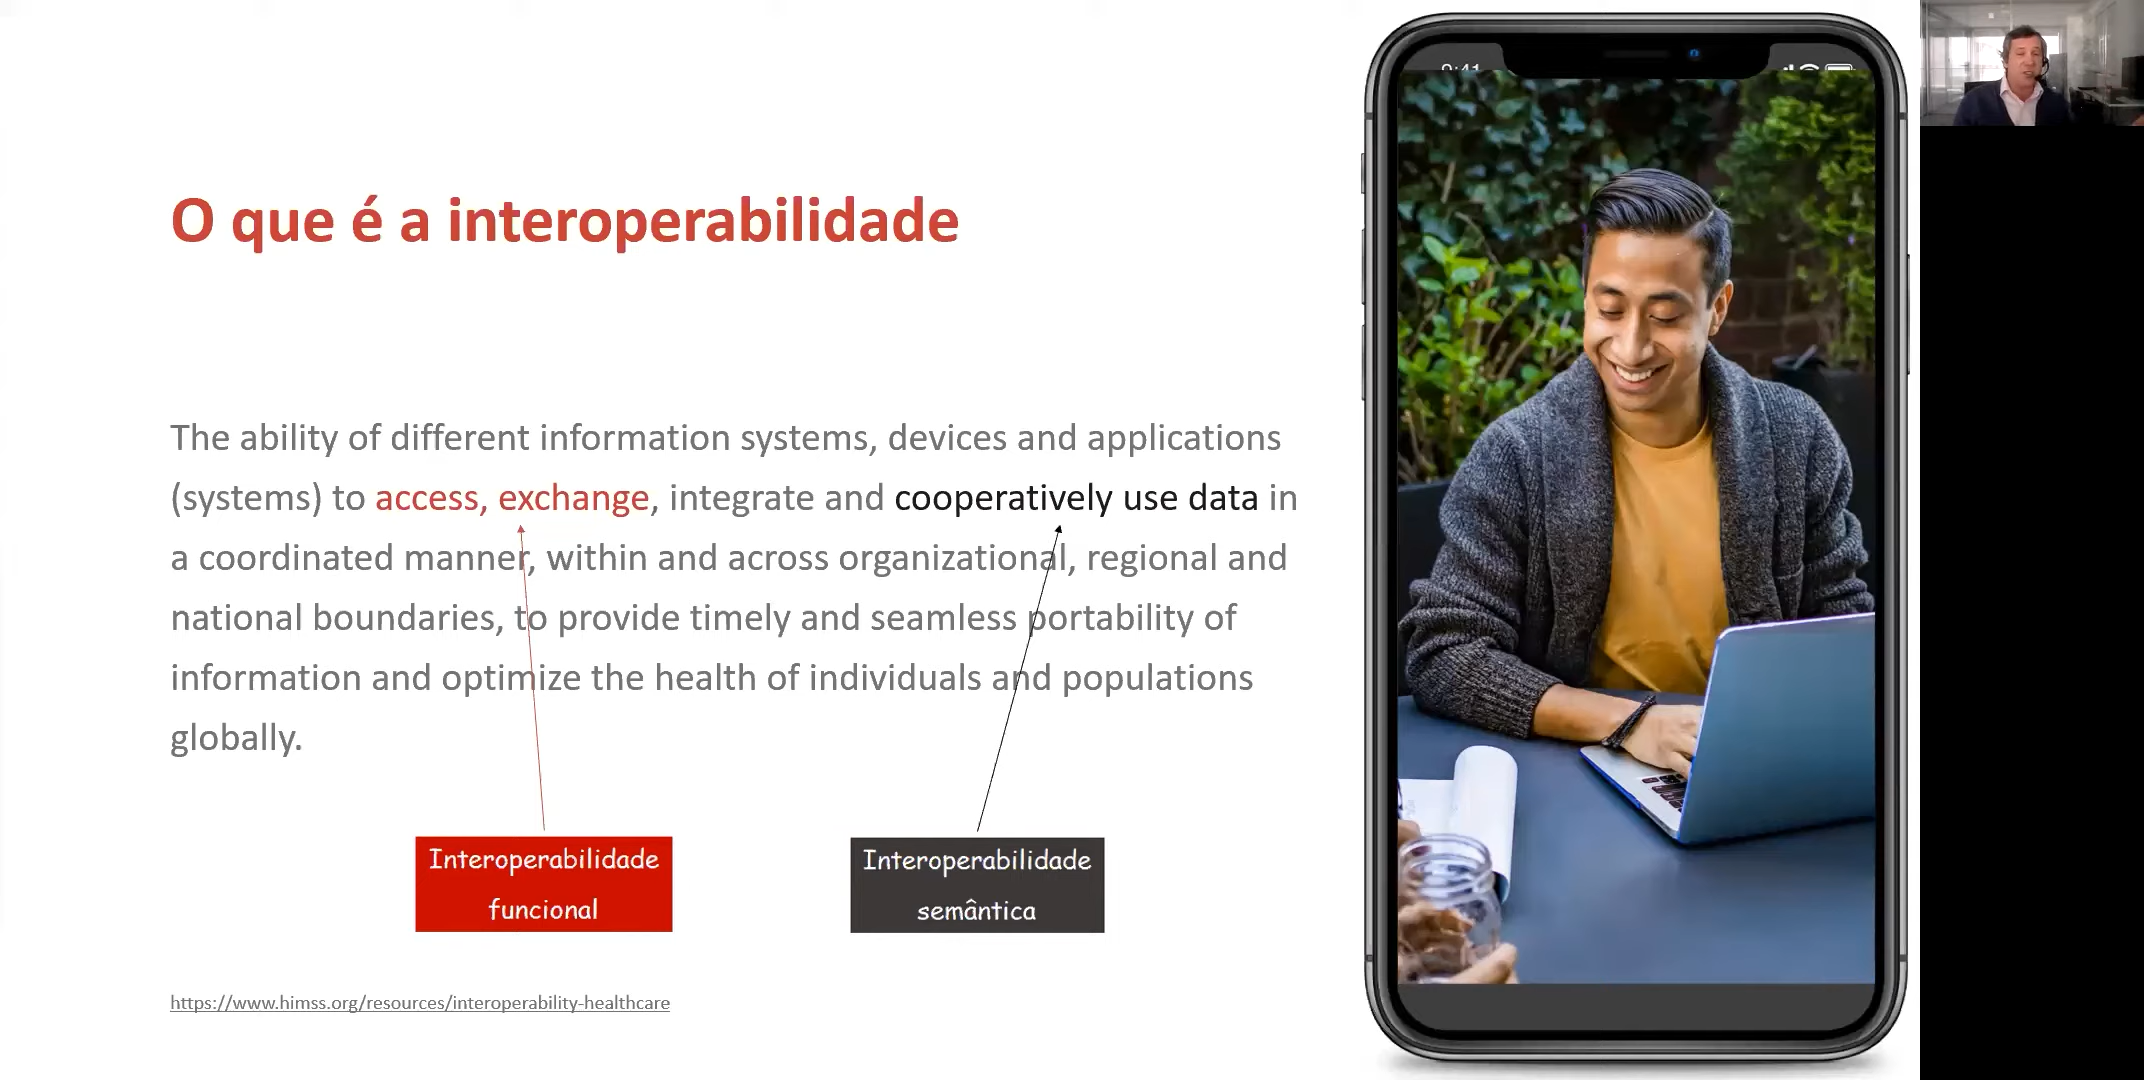 O que é a interoperabilidade
The ability of different information systems, devices and applications
(systems) to access, exchange, integrate and cooperatively use data in
a coordinated manner, within and across organizational, regional and
national boundaries, to provide timely and seamless portability of
information and optimize the health of individuals and populations
globally.
Interoperabilidade
funcional
Interoperabilidade
semântica
https://www.himss.org/resources/interoperability-healthcare
9:41